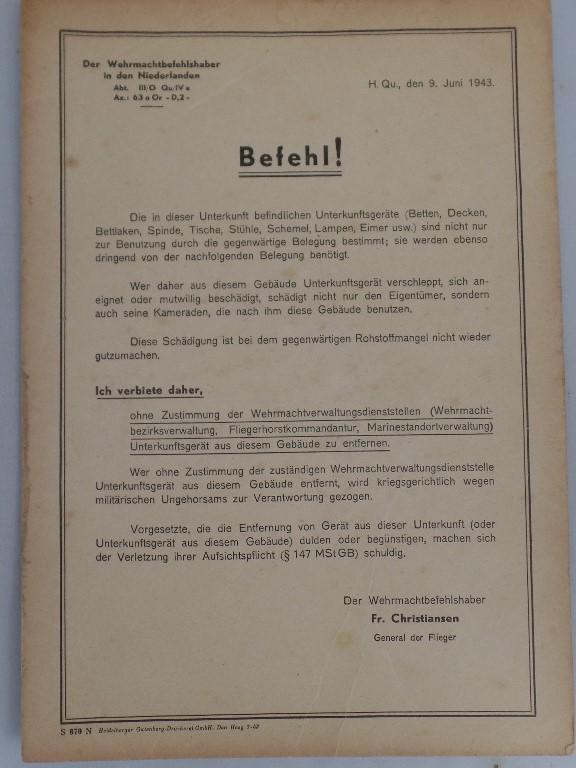 Der Wehrmachtbefehlshaber
in den Niederlanden
Abt. III/O Qu/IVa
Az.: 63 a Or - D,2 -
H. Qu., den 9. Juni 1943.
Befehl!
Die in dieser Unterkunft befindlichen Unterkunftsgeräte (Betten, Decken,
Bettlaken, Spinde, Tische, Stühle, Schemel, Lampen, Eimer usw.) sind nicht nur
zur Benutzung durch die gegenwärtige Belegung bestimmt; sie werden ebenso
dringend von der nachfolgenden Belegung benötigt.
Wer daher aus diesem Gebäude Unterkunftsgerät verschleppt, sich an-
eignet oder mutwillig beschädigt, schädigt nicht nur den Eigentümer, sondern
auch seine Kameraden, die nach ihm diese Gebäude benutzen.
Diese Schädigung ist bei dem gegenwärtigen Rohstoffmangel nicht wieder
gutzumachen.
Ich verbiete daher,
ohne Zustimmung der Wehrmachtverwaltungsdienststellen (Wehrmacht-
bezirksverwaltung, Fliegerhorstkommandantur, Marinestandortverwaltung)
Unterkunftsgerät aus diesem Gebäude zu entfernen.
Wer ohne Zustimmung der zuständigen Wehrmachtverwaltungsdienststelle
Unterkunftsgerät aus diesem Gebäude entfernt, wird kriegsgerichtlich wegen
militärischen Ungehorsams zur Verantwortung gezogen.
Vorgesetzte, die die Entfernung von Gerät aus dieser Unterkunft (oder
Unterkunftsgerät aus diesem Gebäude) dulden oder begünstigen, machen sich
der Verletzung ihrer Aufsichtspflicht (§ 147 MStGB) schuldig.
Der Wehrmachtbefehlshaber
Fr. Christiansen
General der Flieger
S 670 N Heidelberger Gutenberg-Druckerei GmbH. Den Haag